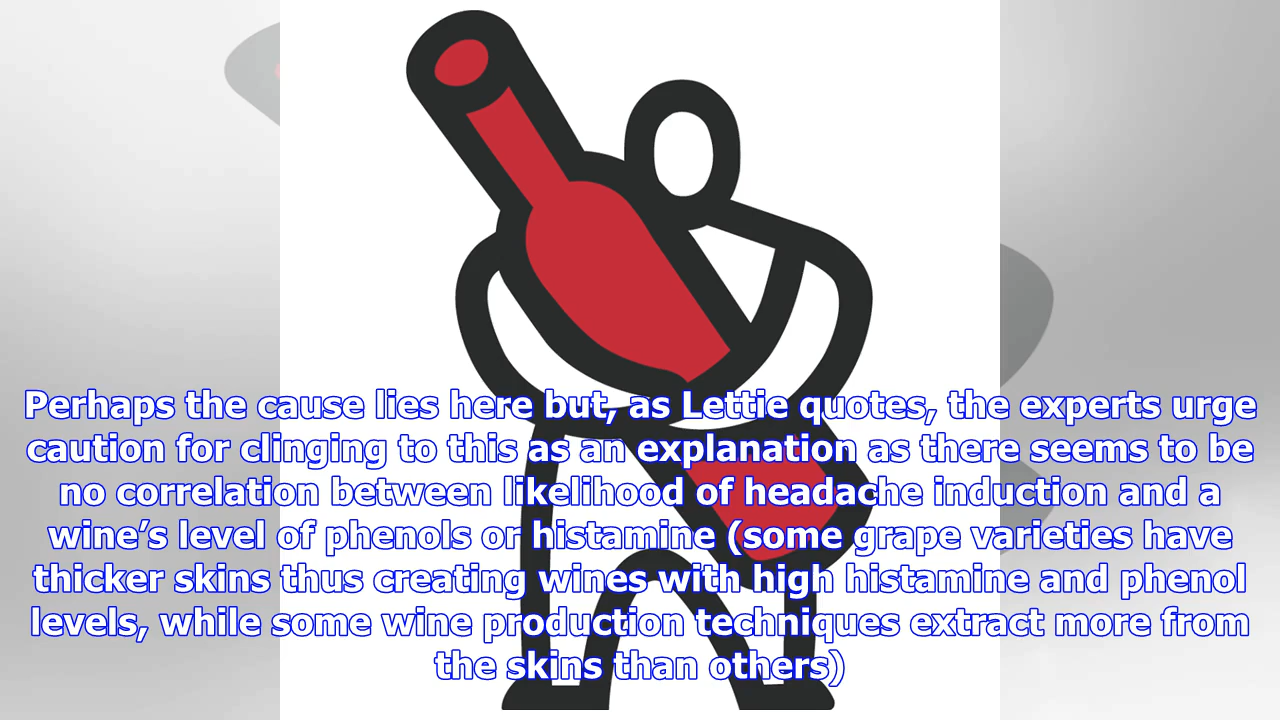 Perhaps the cause lies here but, as Lettie quotes, the experts urge
caution for clinging to this as an explanation as there seems to be
no correlation between likelihood of headache induction and a
wine’s level of phenols or histamine (some grape varieties have
thicker skins thus creating wines with high histamine and phenol
levels, while some wine production techniques extract more from
the skins than others)